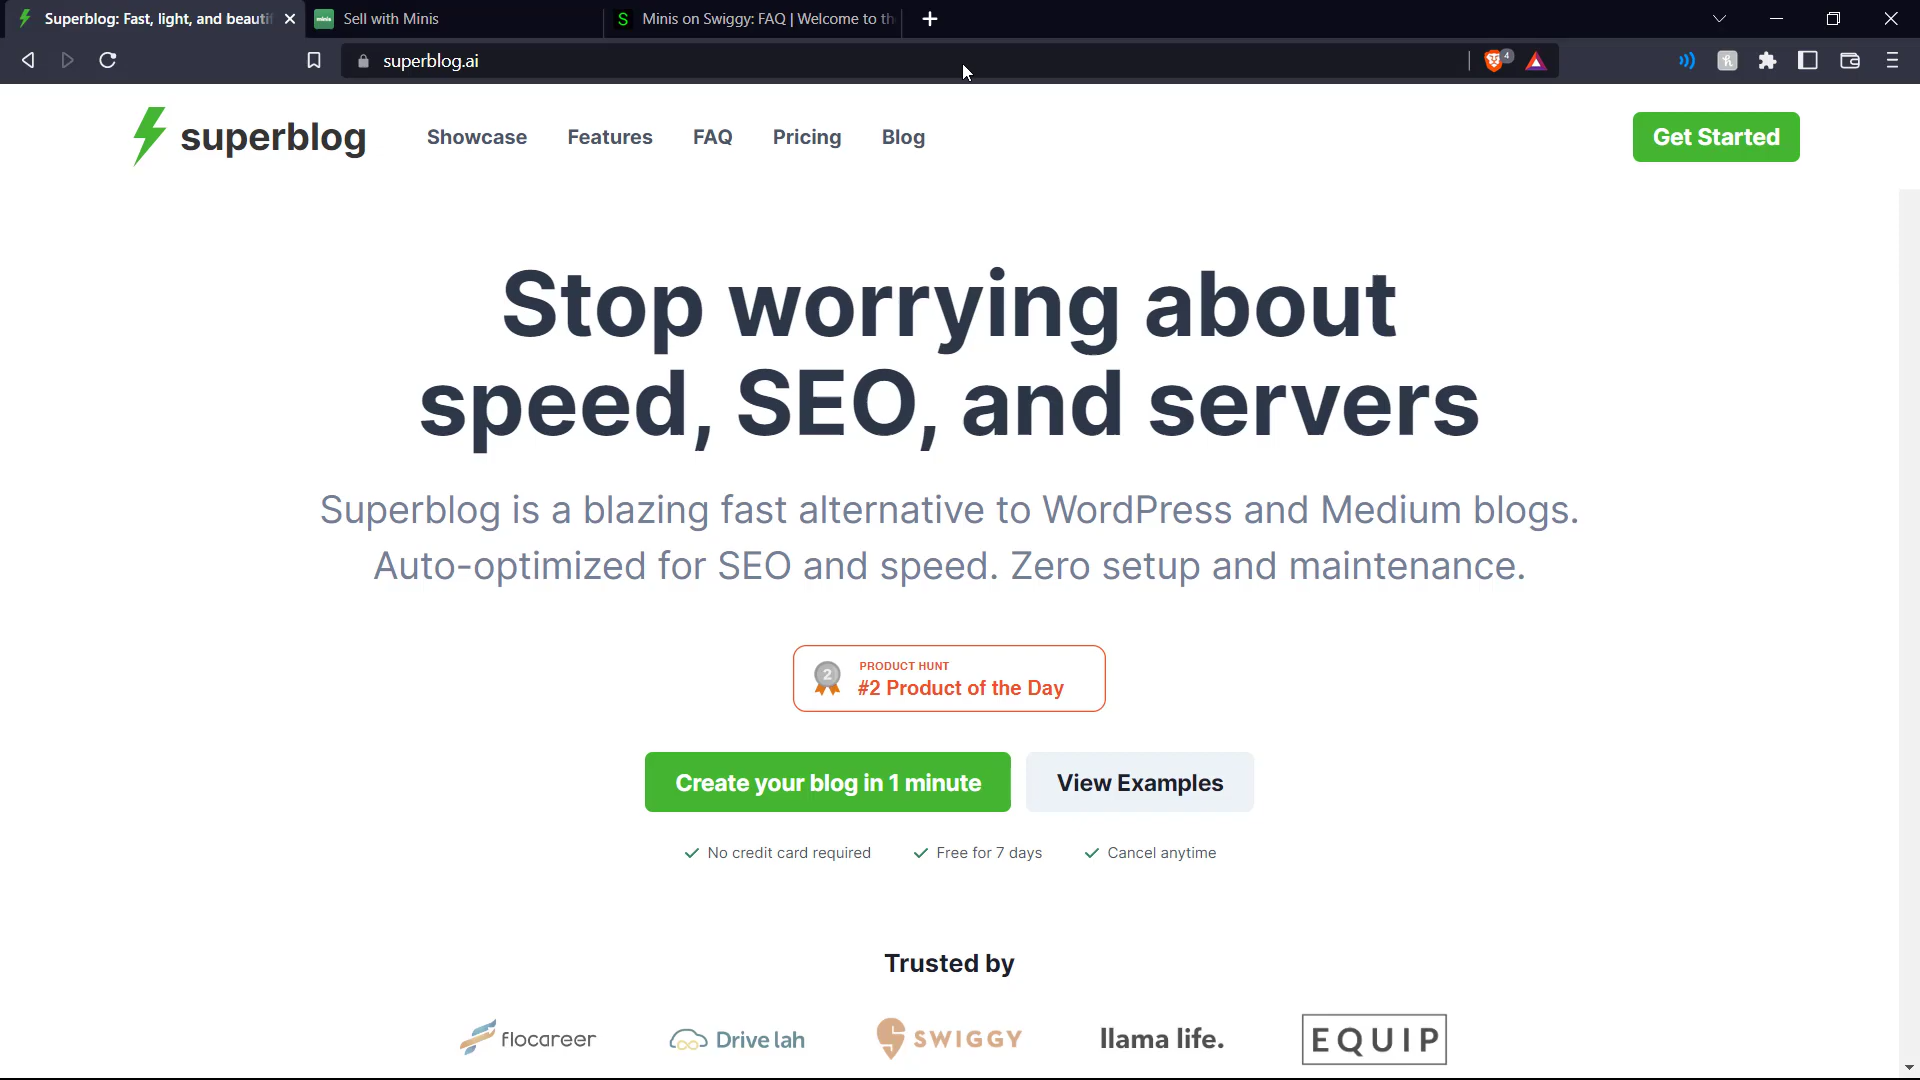 Superblog: Fast, light, and beauti
minis
Sell with Minis
S
Minis on Swiggy: FAQ | Welcome to th
superblog.ai
4
superblog
Showcase
Features
FAQ
Pricing
Blog
Get Started
Stop worrying about
speed, SEO, and servers
Superblog is a blazing fast alternative to WordPress and Medium blogs.
Auto-optimized for SEO and speed. Zero setup and maintenance.
2
PRODUCT HUNT
#2 Product of the Day
Create your blog in 1 minute
View Examples
No credit card required
Free for 7 days
Cancel anytime
Trusted by
flocareer
Drive lah
SWIGGY
llama life.
EQUIP